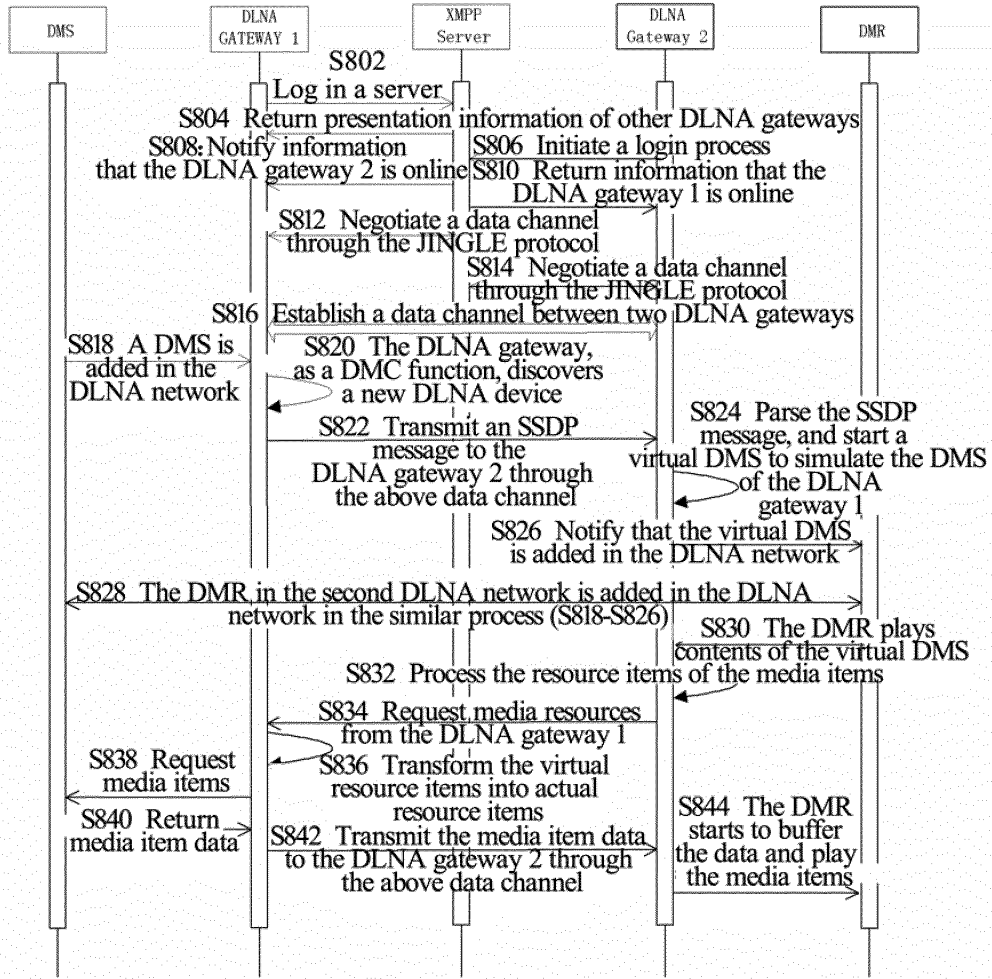 DMS
DLNA
GATEWAY 1
XMPP
Server
DLNA
Gateway 2
DMR
S802
Log in a server
S804 Return presentation information of other DLNA gateways
S808: Notify information
that the DLNA gateway 2 is online
S806 Initiate a login process
S810 Return information that the
DLNA gateway 1 is online
S812 Negotiate a data channel
through the JINGLE protocol
S814 Negotiate a data channel
through the JINGLE protocol
S816 Establish a data channel between two DLNA gateways
S818 A DMS is
added in the
DLNA network
S820 The DLNA gateway,
as a DMC function, discovers
a new DLNA device
S822 Transmit an SSDP
message to the
DLNA gateway 2 through
the above data channel
S824 Parse the SSDP
message, and start a
virtual DMS to simulate the DMS
of the DLNA
gateway 1
S826 Notify that the virtual DMS
is added in the DLNA network
S828 The DMR in the second DLNA network is added in the DLNA
network in the similar process (S818-S826)
S830 The DMR plays
contents of the virtual DMS
S832 Process the resource items of the media items
S834 Request media resources
from the DLNA gateway 1
S836 Transform the virtual
resource items into actual
resource items
S838 Request
media items
S840 Return
media item data
S842 Transmit the media item data
to the DLNA gateway 2 through
the above data channel
S844 The DMR
starts to buffer
the data and play
the media items